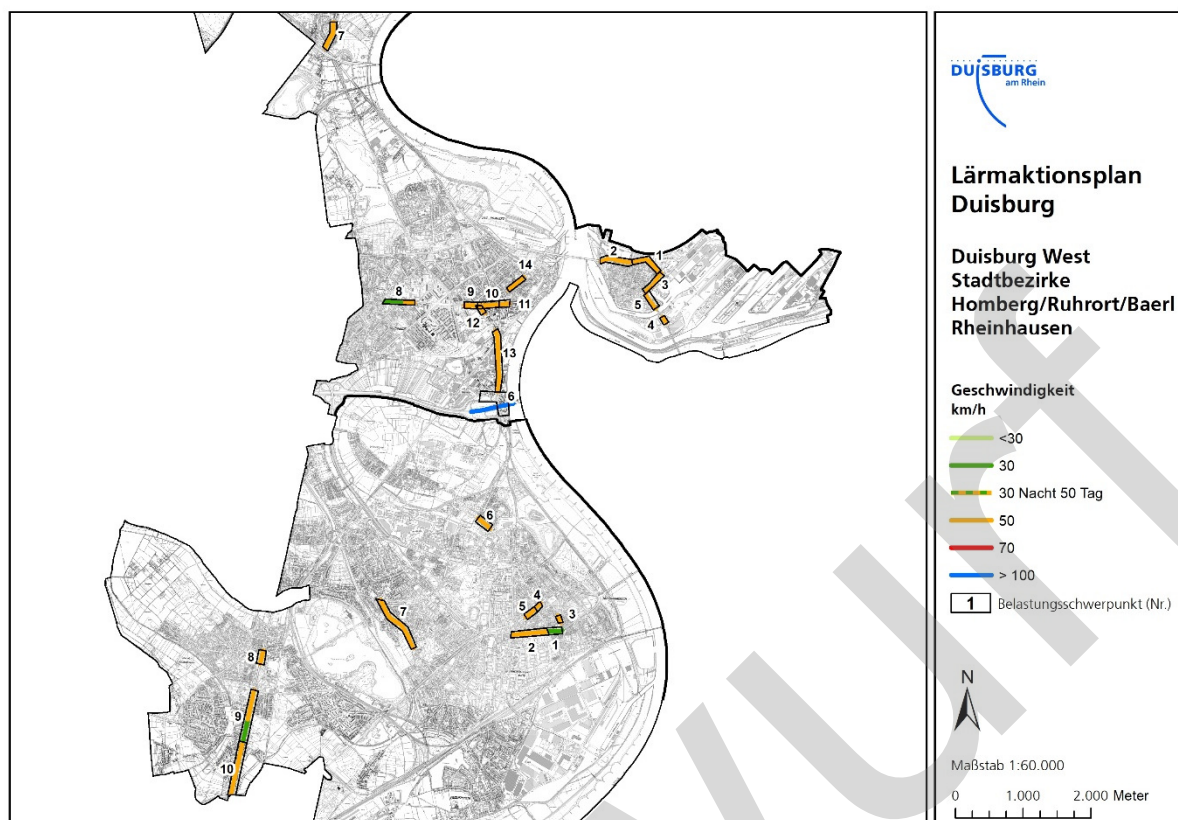 7
2
1
14
3
8
9
10
5
11
12
4
13
6
6
7
5
4
3
2
1
8
9
10
DUISBURG
am Rhein
Lärmaktionsplan
Duisburg
Duisburg West
Stadtbezirke
Homberg/Ruhrort/Baerl
Rheinhausen
Geschwindigkeit
km/h
<30
30
30 Nacht 50 Tag
50
70
> 100
1 Belastungsschwerpunkt (Nr.)
N
Maßstab 1:60.000
0 1.000 2.000 Meter